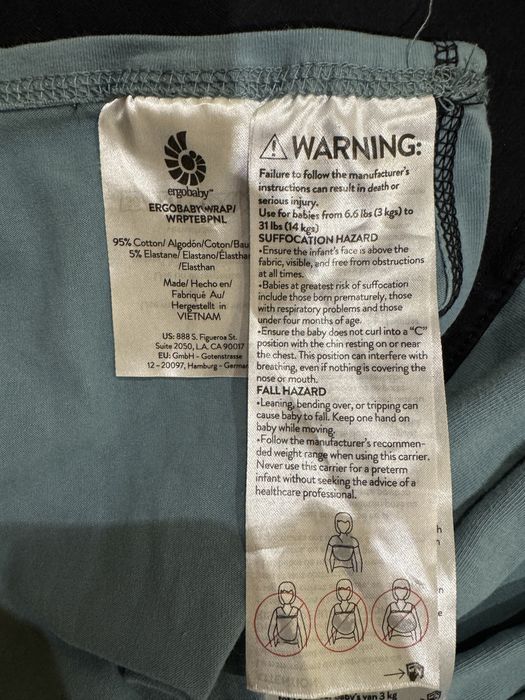 ergobaby™
ERGOBABY WRAP/
WRPTEBPNL
95% Cotton/ Algodón/Coton/Bau
5% Elastane/ Elastano/Élasthan
/Elasthan
Made/ Hecho en/
Fabriqué Au/
Hergestellt in
VIETNAM
US: 888 S. Figueroa St.
Suite 2050, L.A. CA 90017
EU: GmbH - Gotenstrasse
12 - 20097, Hamburg - German
WARNING:
Failure to follow the manufacturer's
instructions can result in death or
serious injury.
Use for babies from 6.6 lbs (3 kgs) to
31 lbs (14 kgs)
SUFFOCATION HAZARD
•Ensure the infant's face is above the
fabric, visible, and free from obstructions
at all times.
•Babies at greatest risk of suffocation
include those born prematurely, those
with respiratory problems and those
under four months of age.
•Ensure the baby does not curl into a "C"
position with the chin resting on or near
the chest. This position can interfere with
breathing, even if nothing is covering the
nose or mouth.
FALL HAZARD
•Leaning, bending over, or tripping can
cause baby to fall. Keep one hand on
baby while moving.
•Follow the manufacturer's recommen-
ded weight range when using this carrier.
Never use this carrier for a preterm
infant without seeking the advice of a
healthcare professional.
van 3 kg